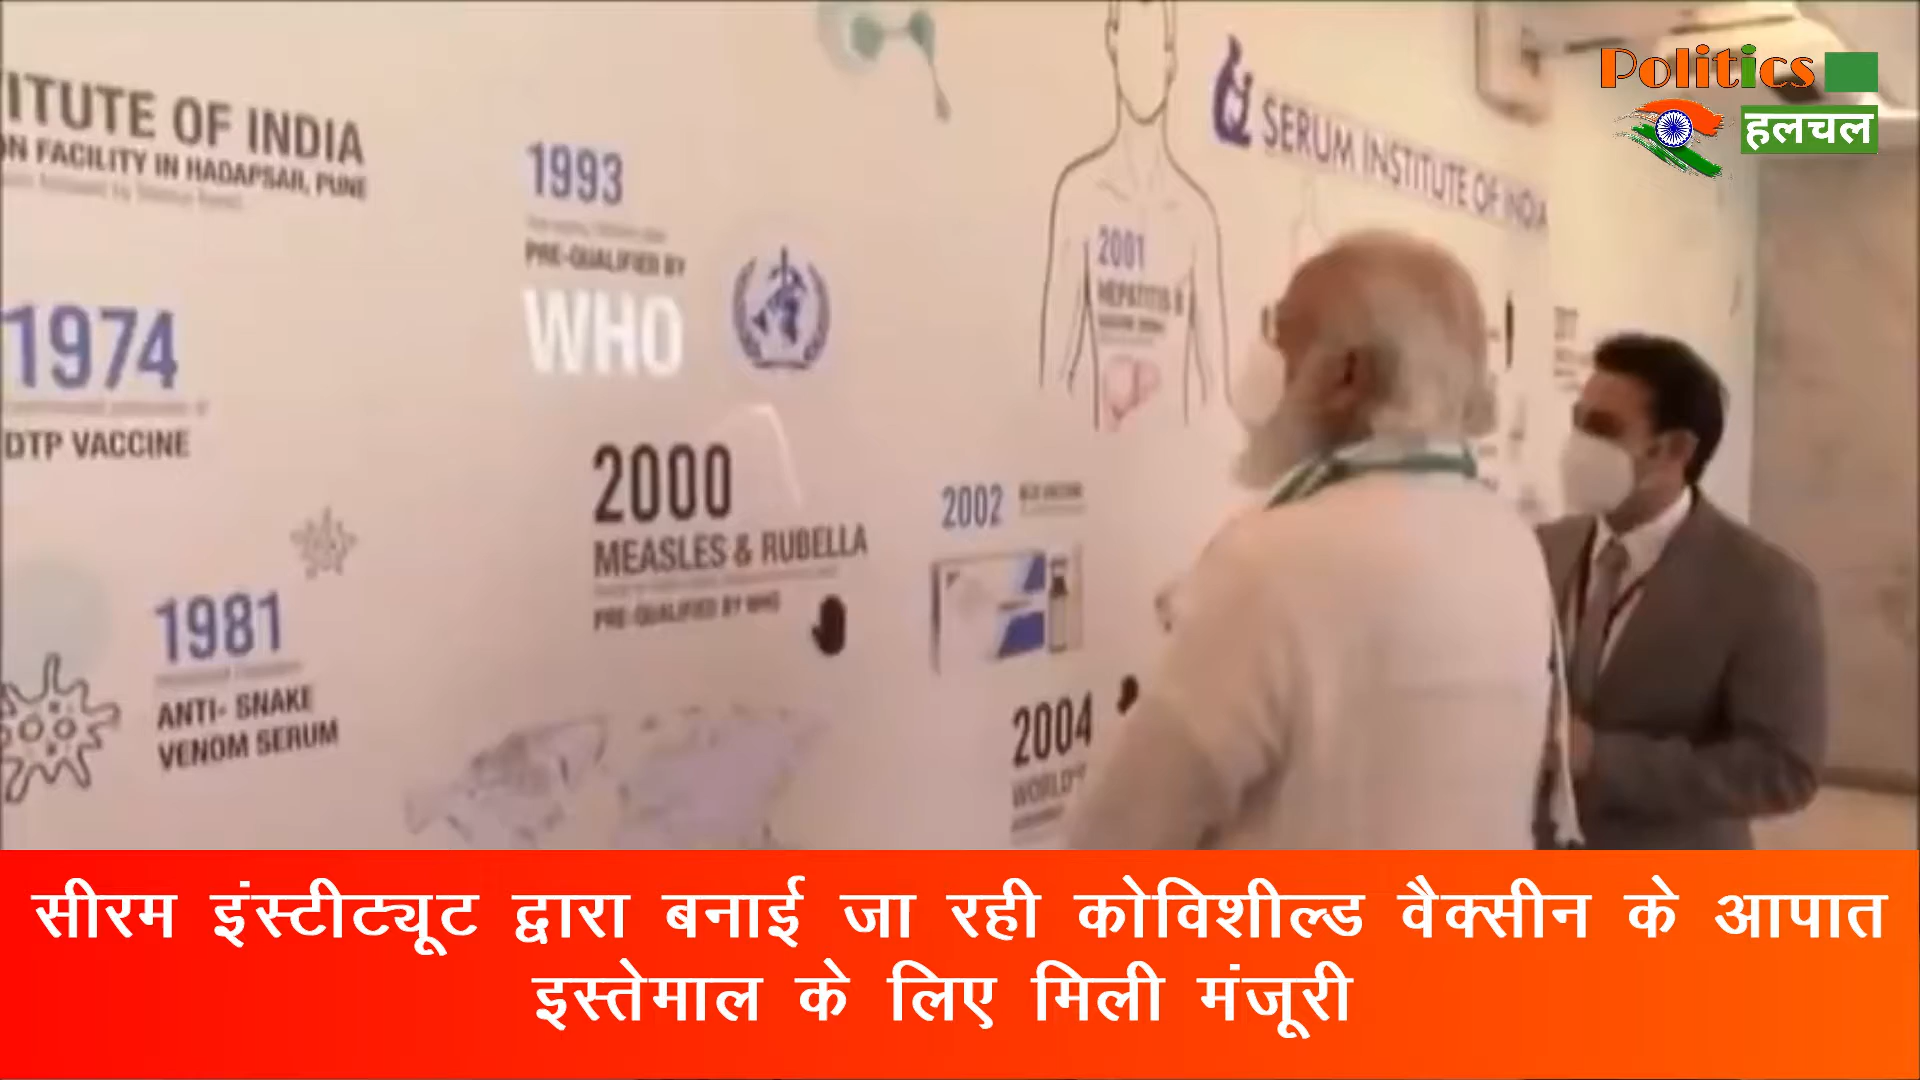 Politics
हलचल
ITUTE OF INDIA
N FACILITY IN HADAPSAR, PUNE
1974
DTP VACCINE
1981
ANTI- SNAKE
VENOM SERUM
1993
PRE-QUALIFIED BY
WHO
2000
MEASLES & RUBELLA
PRE-QUALIFIED BY WHO
2001
HEPATITIS B
2002
2004
WORLD
SERUM INSTITUTE OF INDIA
सीरम इंस्टीट्यूट द्वारा बनाई जा रही कोविशील्ड वैक्सीन के आपात
इस्तेमाल के लिए मिली मंजूरी